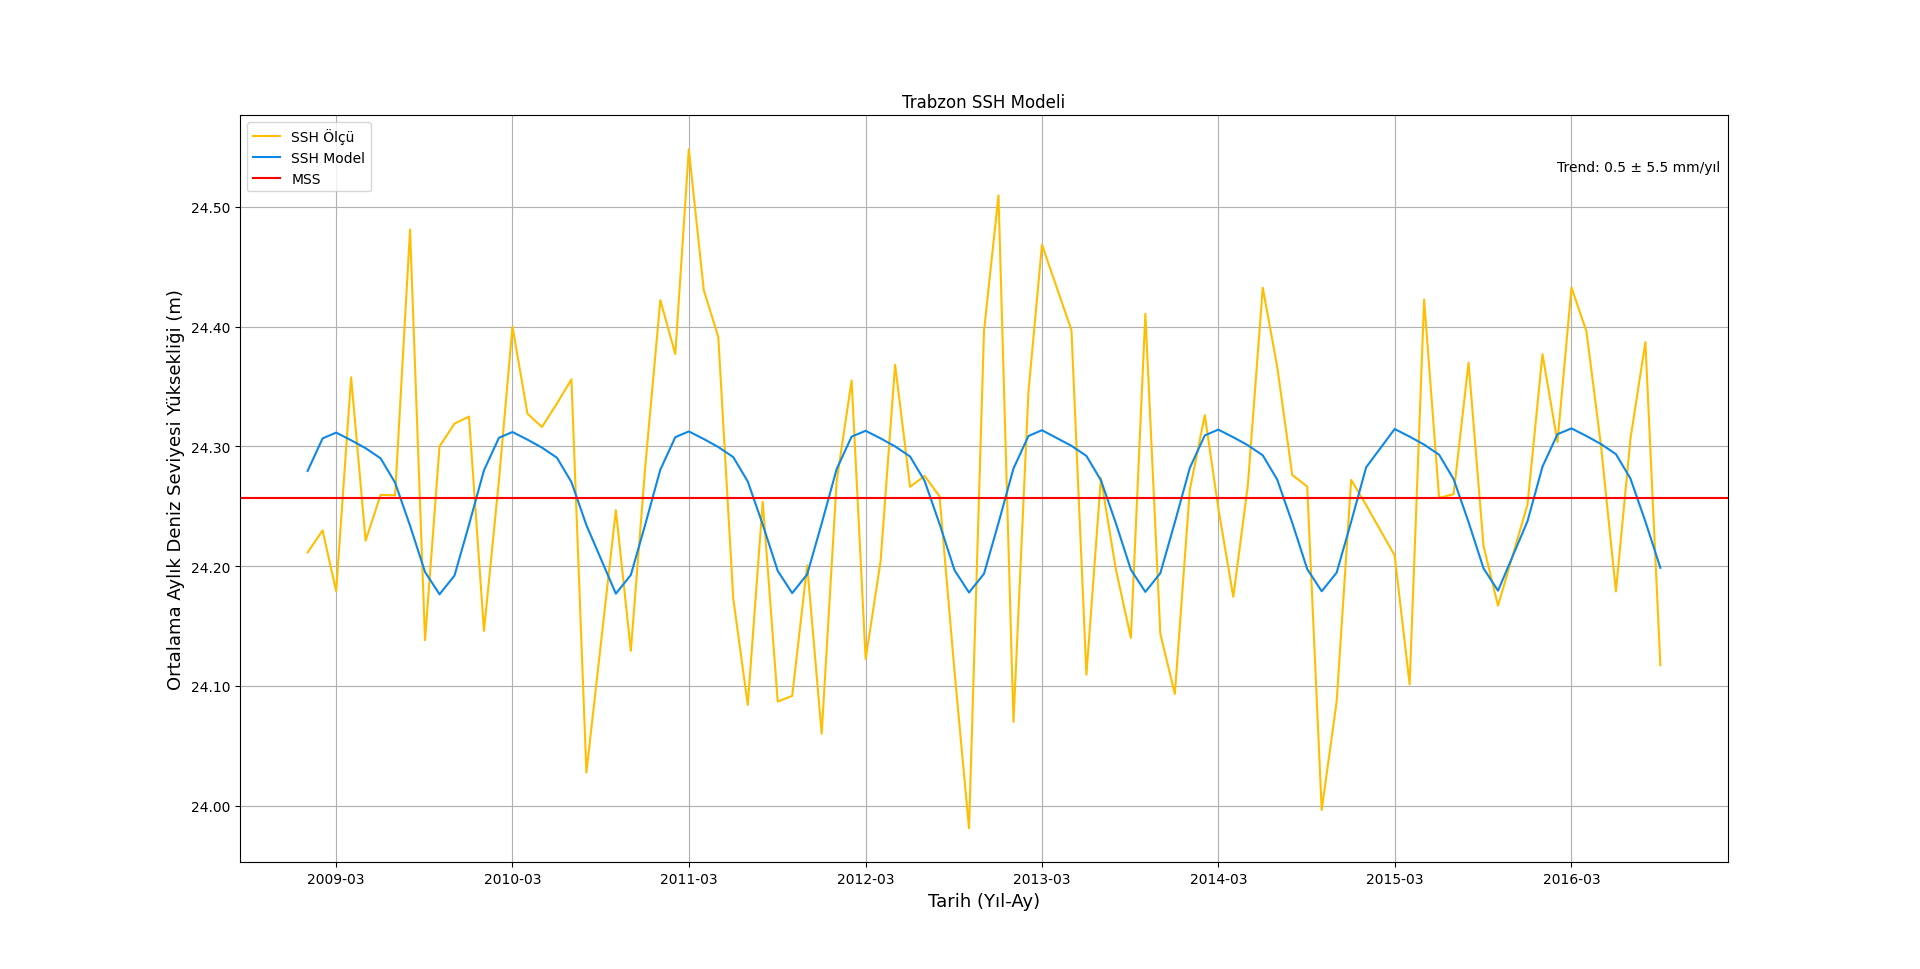 Trabzon SSH Modeli
SSH Ölçü
SSH Model
MSS
Trend: 0.5 ± 5.5 mm/yıl
Ortalama Aylık Deniz Seviyesi Yüksekliği (m)
24.50
24.40
24.30
24.20
24.10
24.00
2009-03 2010-03 2011-03 2012-03 2013-03 2014-03 2015-03 2016-03
Tarih (Yıl-Ay)